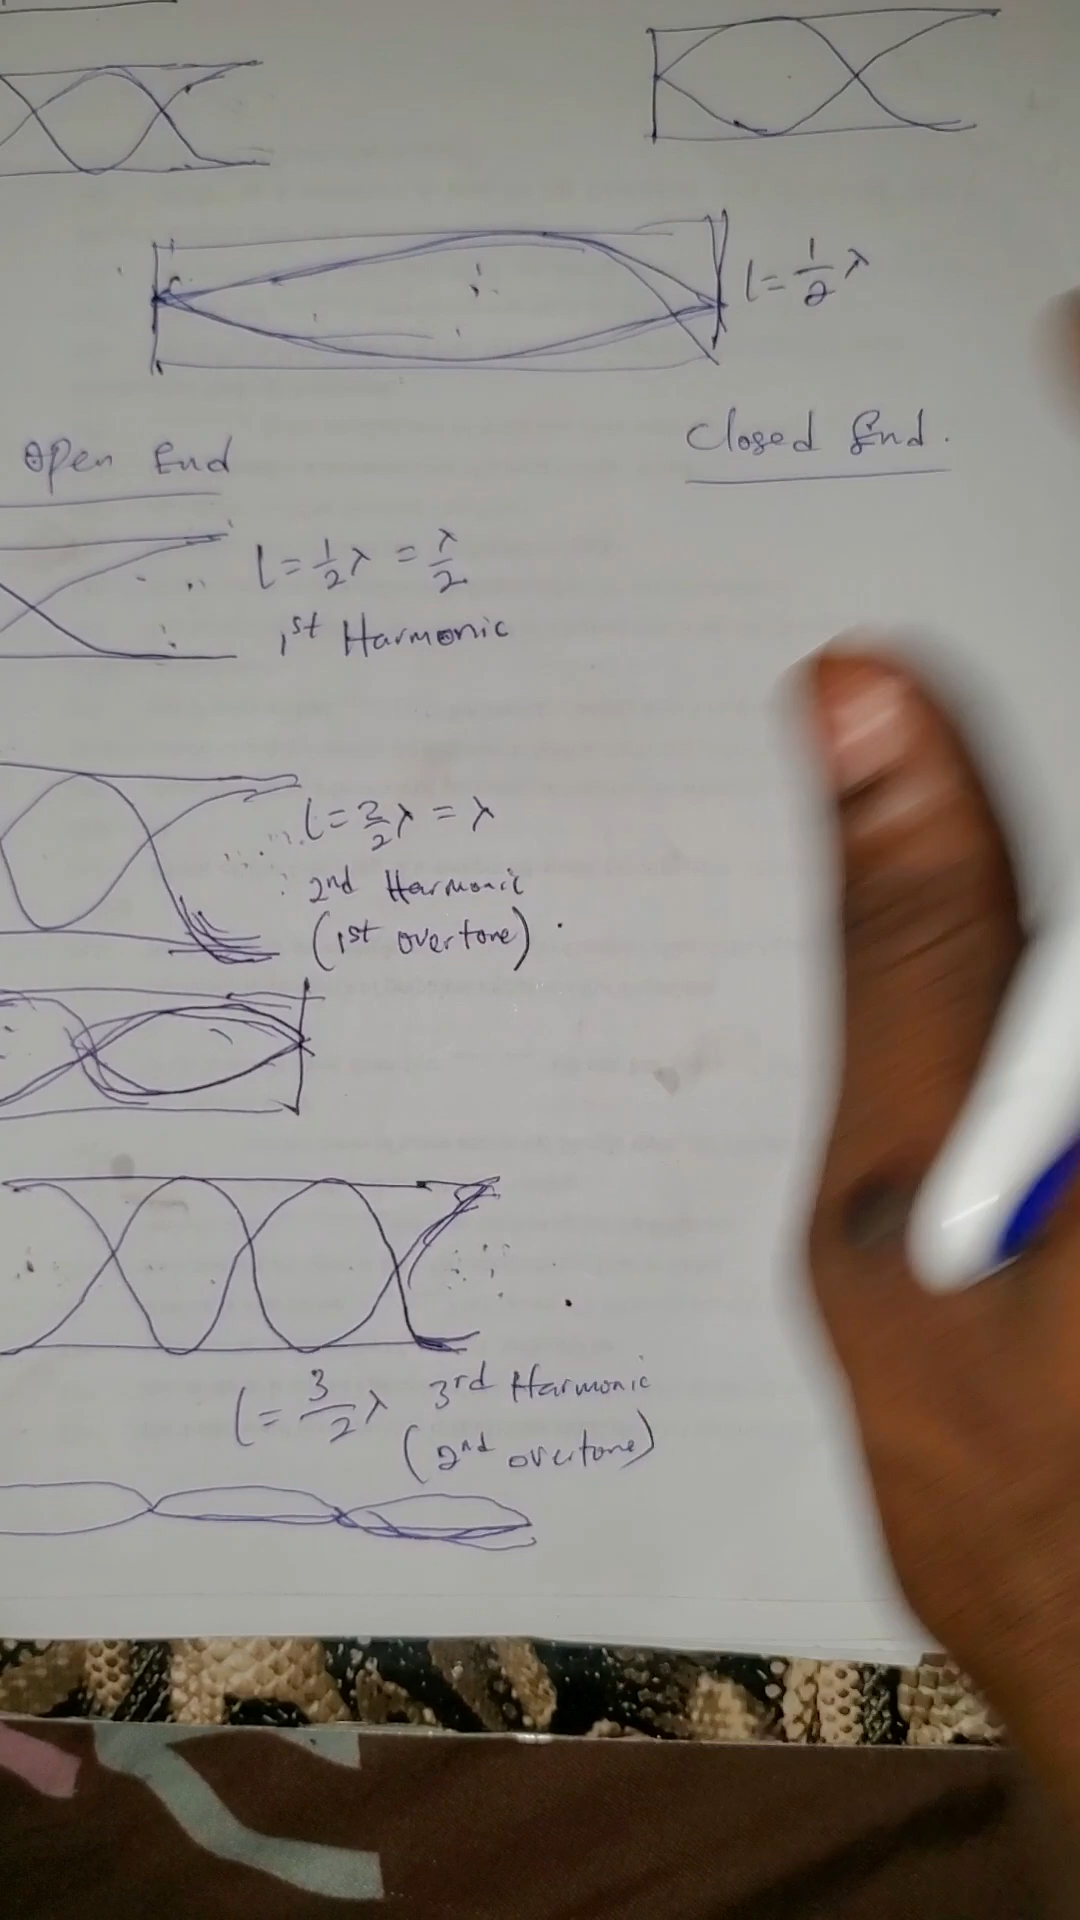 l = 1/2 λ
Open End
Closed End.
l = 1/2 λ = λ/2
1st Harmonic
l = 2/2 λ = λ
2nd Harmonic
(1st overtone)
l = 3/2 λ 3rd Harmonic
(2nd overtone)